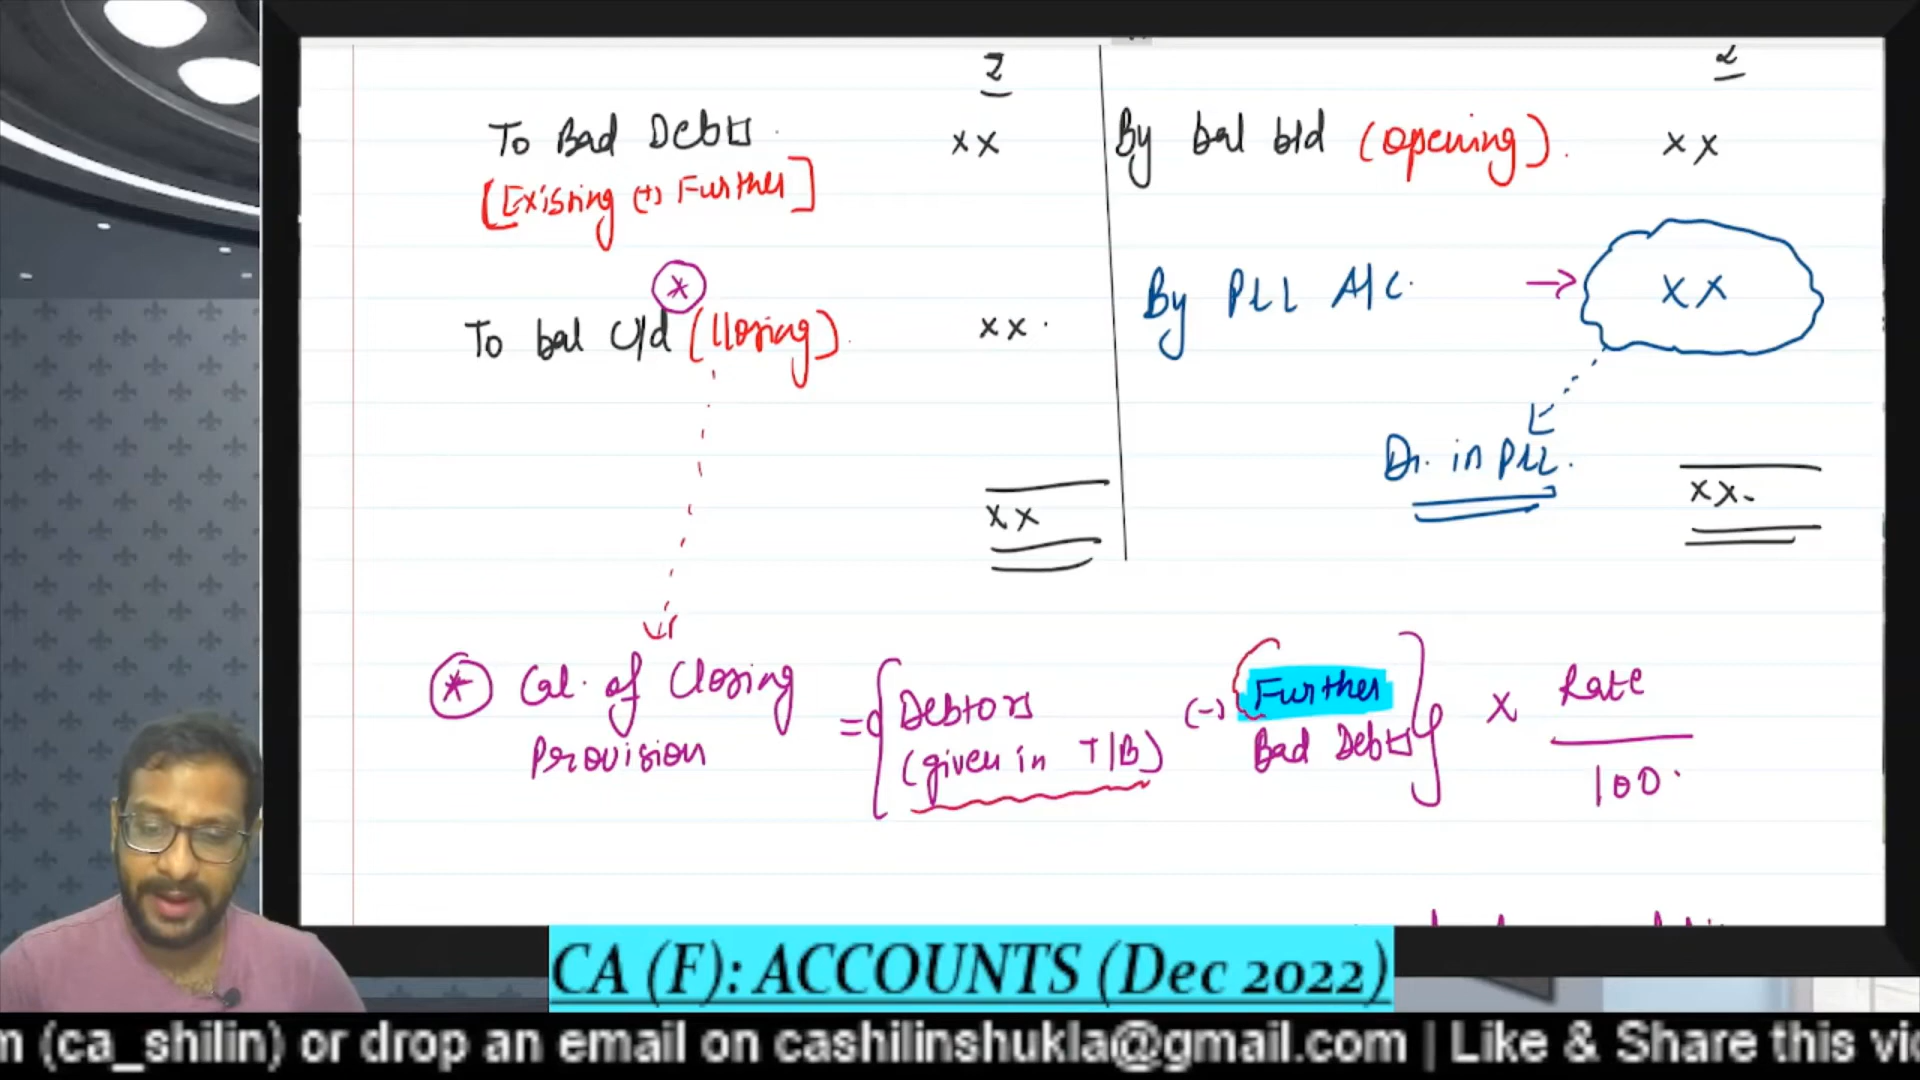 ₹
To Bad Debts.
xx
By bal b/d (opening).
xx
[Existing (+) Further]
*
By P&L A/C.
→ xx
To bal c/d (closing).
xx.
Dr. in P&L.
xx
xx.
* Cal. of Closing Provision = { Debtors (given in T/B) (-) Further Bad Debts } x Rate
100.
CA (F): ACCOUNTS (Dec 2022)
m (ca_shilin) or drop an email on cashilinshukla@gmail.com | Like & Share this vi